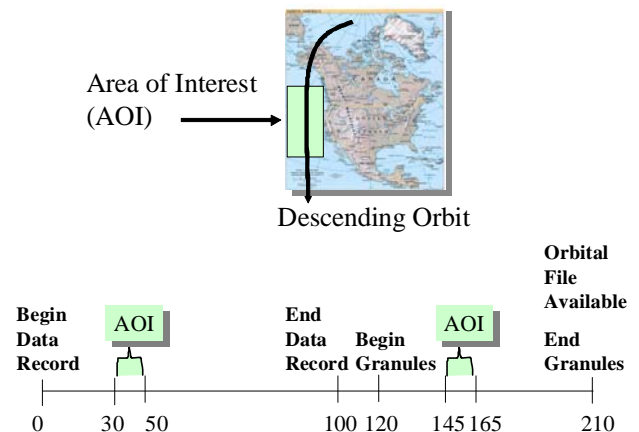 Area of Interest
(AOI)
Descending Orbit
Orbital
File
Available
Begin
Data
Record
AOI
End
Data
Record
Begin
Granules
AOI
End
Granules
0
30
50
100
120
145
165
210